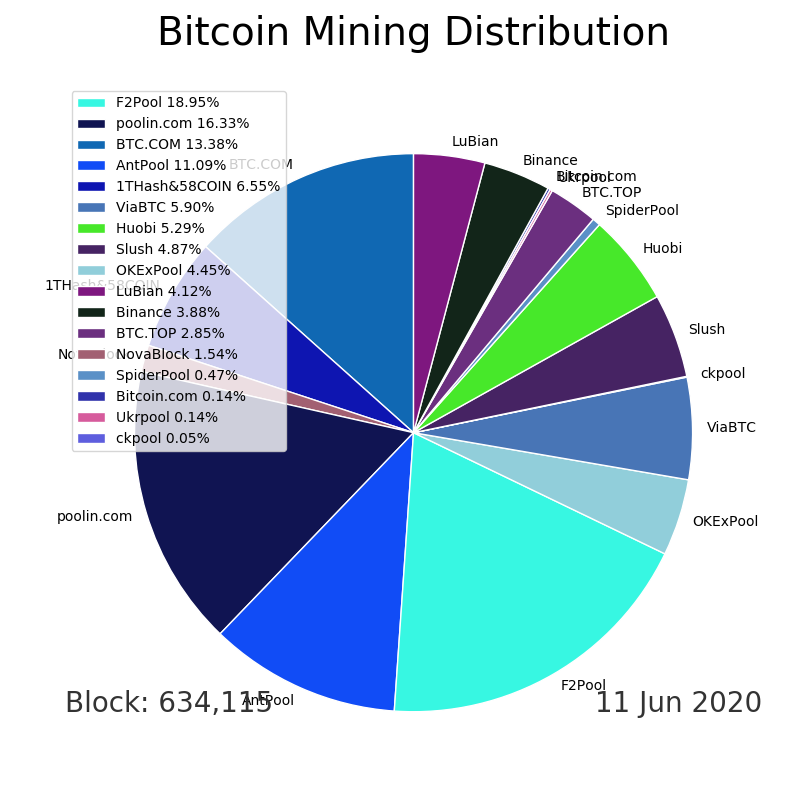 Bitcoin Mining Distribution
F2Pool 18.95%
poolin.com 16.33%
BTC.COM 13.38%
AntPool 11.09%
1THash&58COIN 6.55%
ViaBTC 5.90%
Huobi 5.29%
Slush 4.87%
OKExPool 4.45%
LuBian 4.12%
Binance 3.88%
BTC.TOP 2.85%
NovaBlock 1.54%
SpiderPool 0.47%
Bitcoin.com 0.14%
Ukrpool 0.14%
ckpool 0.05%
LuBian
Binance
Bitcoin.com
Ukrpool
BTC.TOP
SpiderPool
Huobi
Slush
ckpool
ViaBTC
OKExPool
F2Pool
AntPool
poolin.com
1THash&58COIN
BTC.COM
Block: 634,115
11 Jun 2020